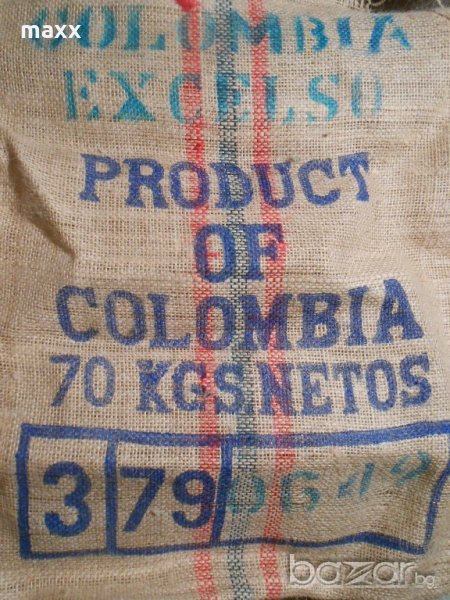 maxx
COLOMBIA
EXCELSO
PRODUCT
OF
COLOMBIA
70 KGS.NETOS
3 79
bazar.bg